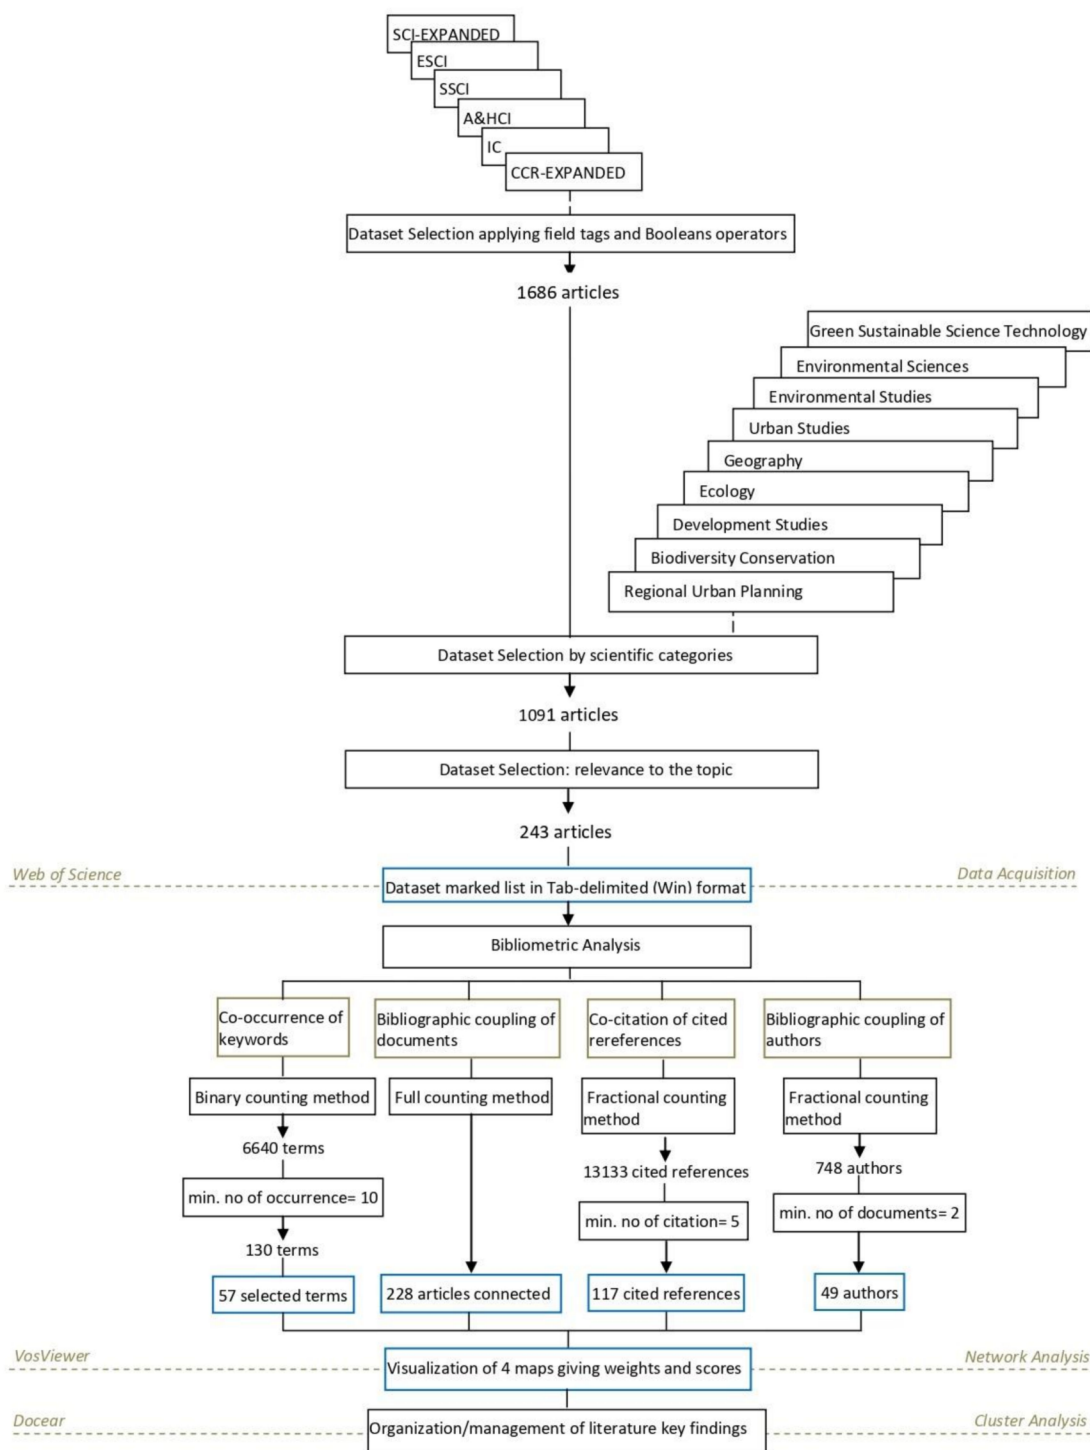 SCI-EXPANDED
ESCI
SSCI
A&HCI
IC
CCR-EXPANDED
Dataset Selection applying field tags and Booleans operators
1686 articles
Green Sustainable Science Technology
Environmental Sciences
Environmental Studies
Urban Studies
Geography
Ecology
Development Studies
Biodiversity Conservation
Regional Urban Planning
Dataset Selection by scientific categories
1091 articles
Dataset Selection: relevance to the topic
243 articles
Web of Science
Dataset marked list in Tab-delimited (Win) format
Data Acquisition
Bibliometric Analysis
Co-occurrence of
keywords
Bibliographic coupling of
documents
Co-citation of cited
rereferences
Bibliographic coupling of
authors
Binary counting method
Full counting method
Fractional counting
method
Fractional counting
method
6640 terms
13133 cited references
748 authors
min. no of occurrence= 10
min. no of citation= 5
min. no of documents= 2
130 terms
57 selected terms
228 articles connected
117 cited references
49 authors
VosViewer
Visualization of 4 maps giving weights and scores
Network Analysis
Docear
Organization/management of literature key findings
Cluster Analysis